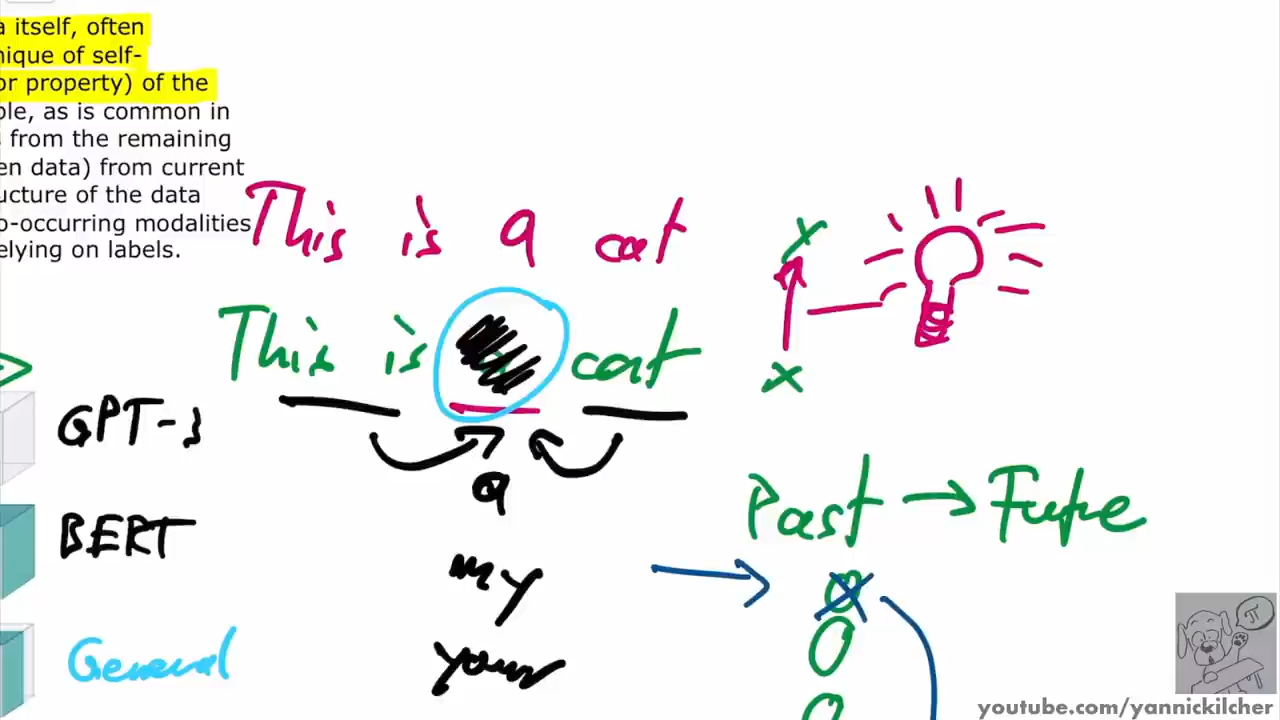 a itself, often
nique of self-
or property) of the
ble, as is common in
s from the remaining
en data) from current
ucture of the data
o-occurring modalities
elying on labels.
This is a cat
This is cat
x
x
GPT-3
a
Past → Future
BERT
my
your
General
π
youtube.com/yannickilcher